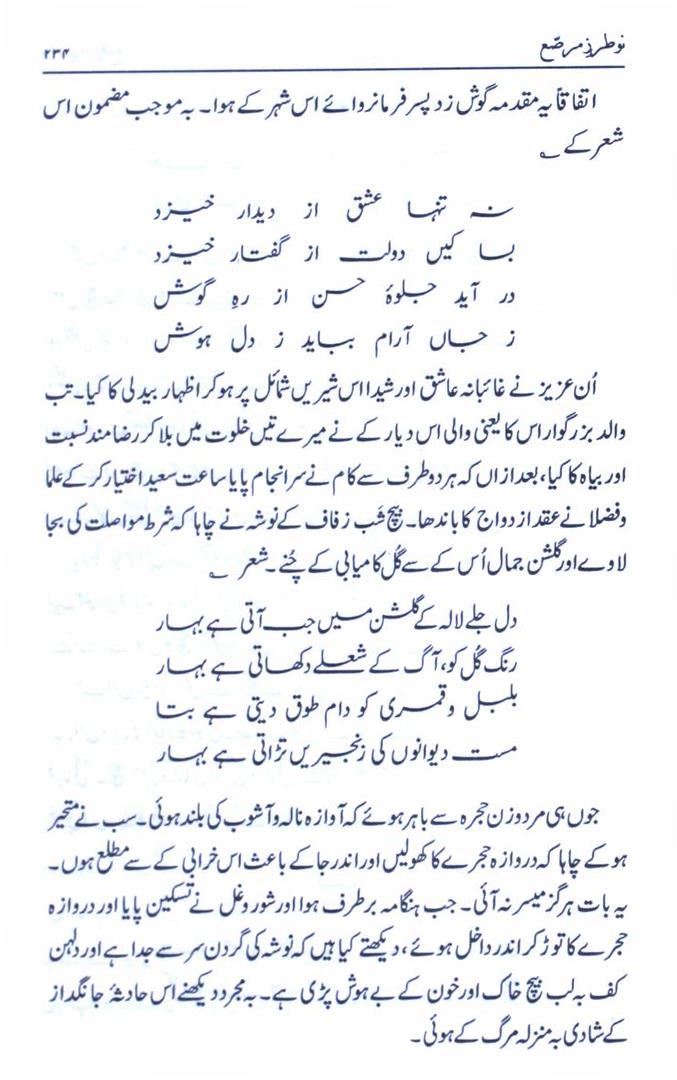 نوطرزِ مرصّع
۲۳۴
اتفاقاً یہ مقدمہ گوش زد پسر فرمانروائے اس شہر کے ہوا۔ بہ موجب مضمون اس
شعر کے ؎
نہ تنہا عشق از دیدار خیزد
بسا کیں دولت از گفتار خیزد
در آید جلوۂ حسن از رہِ گوش
ز جاں آرام بباید ز دل ہوش
اُن عزیز نے غائبانہ عاشق اور شیدا اس شیریں شمائل پر ہو کر اظہار بیدلی کا کیا۔ تب
والد بزرگوار اس کا یعنی والی اس دیار کے نے میرے تئیں خلوت میں بلا کر رضامند نسبت
اور بیاہ کا کیا، بعد ازاں کہ ہر دو طرف سے کام نے سرانجام پایا ساعت سعید اختیار کر کے علما
و فضلا نے عقد ازدواج کا باندھا۔ بیچ شب زفاف کے نوشہ نے چاہا کہ شرط مواصلت کی بجا
لاوے اور گلشن جمال اُس کے سے گُل کامیابی کے چُنے۔ شعر ؎
دل جلے لالہ کے گلشن میں جب آتی ہے بہار
رنگ گُل کو، آگ کے شعلے دکھاتی ہے بہار
بلبل و قمری کو دام طوق دیتی ہے بتا
مست دیوانوں کی زنجیریں تڑاتی ہے بہار
جوں ہی مرد و زن حجرہ سے باہر ہوئے کہ آوازہ نالہ و آشوب کی بلند ہوئی۔ سب نے متحیر
ہو کے چاہا کہ دروازہ حجرے کا کھولیں اور اندر جا کے باعث اس خرابی کے سے مطلع ہوں۔
یہ بات ہرگز میسر نہ آئی۔ جب ہنگامہ برطرف ہوا اور شور و غل نے تسکین پایا اور دروازہ
حجرے کا توڑ کر اندر داخل ہوئے، دیکھتے کیا ہیں کہ نوشہ کی گردن سر سے جدا ہے اور دلہن
کف بہ لب بیچ خاک اور خون کے بے ہوش پڑی ہے۔ بہ مجرد دیکھنے اس حادثۂ جانگداز
کے شادی بہ منزلہ مرگ کے ہوئی۔